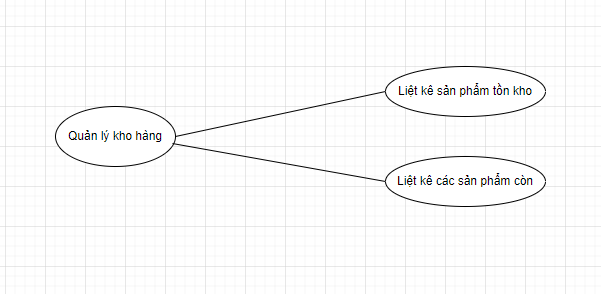 Liệt kê sản phẩm tồn kho
Quản lý kho hàng
Liệt kê các sản phẩm còn